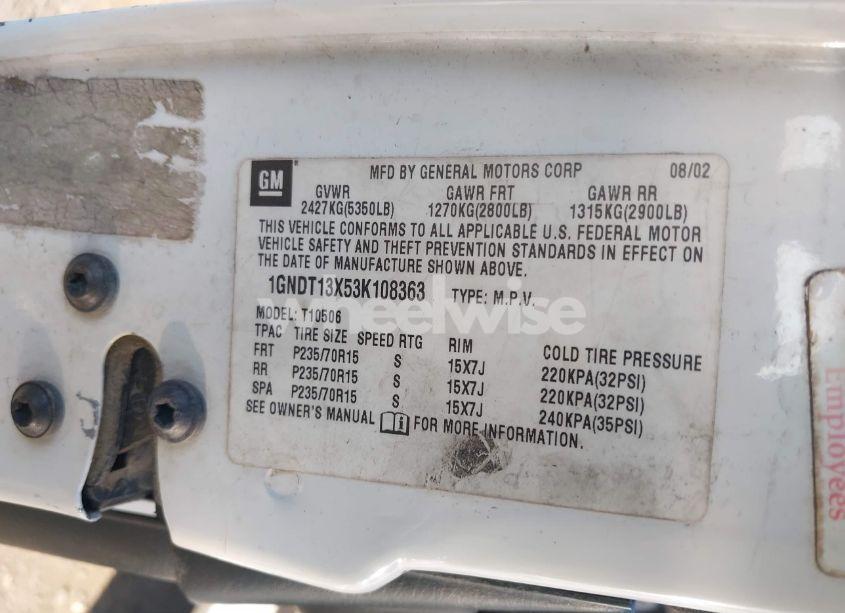 GM
MFD BY GENERAL MOTORS CORP 08/02
GVWR GAWR FRT GAWR RR
2427KG(5350LB) 1270KG(2800LB) 1315KG(2900LB)
THIS VEHICLE CONFORMS TO ALL APPLICABLE U.S. FEDERAL MOTOR
VEHICLE SAFETY AND THEFT PREVENTION STANDARDS IN EFFECT ON
THE DATE OF MANUFACTURE SHOWN ABOVE.
1GNDT13X53K108363 TYPE: M.P.V.
wheelwise
MODEL: T10506
TPAC TIRE SIZE SPEED RTG RIM COLD TIRE PRESSURE
FRT P235/70R15 S 15X7J 220KPA(32PSI)
RR P235/70R15 S 15X7J 220KPA(32PSI)
SPA P235/70R15 S 15X7J 240KPA(35PSI)
SEE OWNER'S MANUAL FOR MORE INFORMATION.
Employees